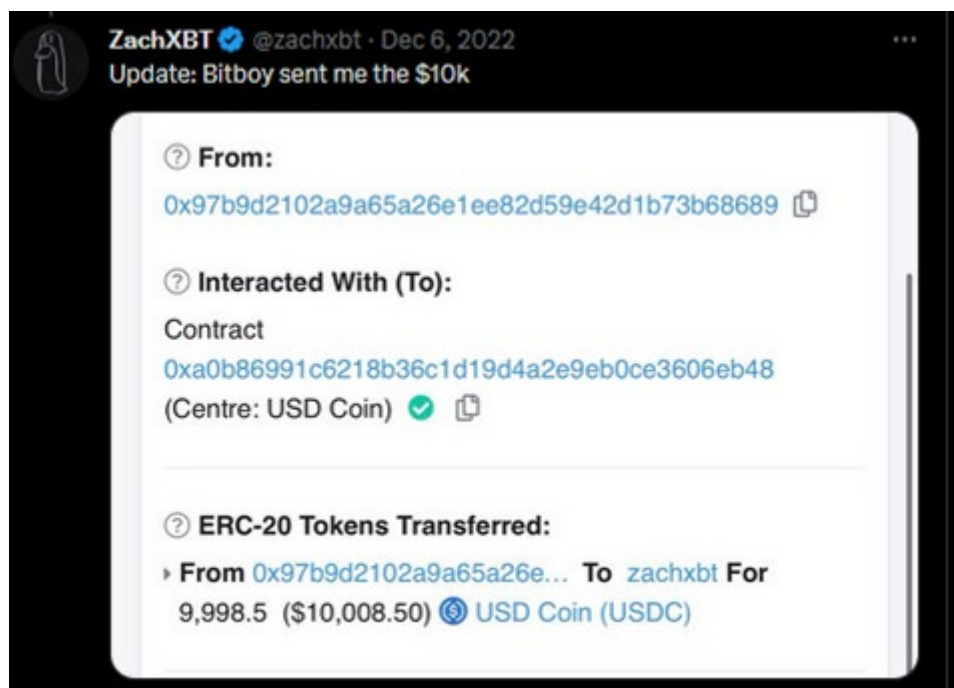 ZachXBT @zachxbt · Dec 6, 2022
Update: Bitboy sent me the $10k
From:
0x97b9d2102a9a65a26e1ee82d59e42d1b73b68689
Interacted With (To):
Contract
0xa0b86991c6218b36c1d19d4a2e9eb0ce3606eb48
(Centre: USD Coin)
ERC-20 Tokens Transferred:
From 0x97b9d2102a9a65a26e... To zachxbt For
9,998.5 ($10,008.50) USD Coin (USDC)